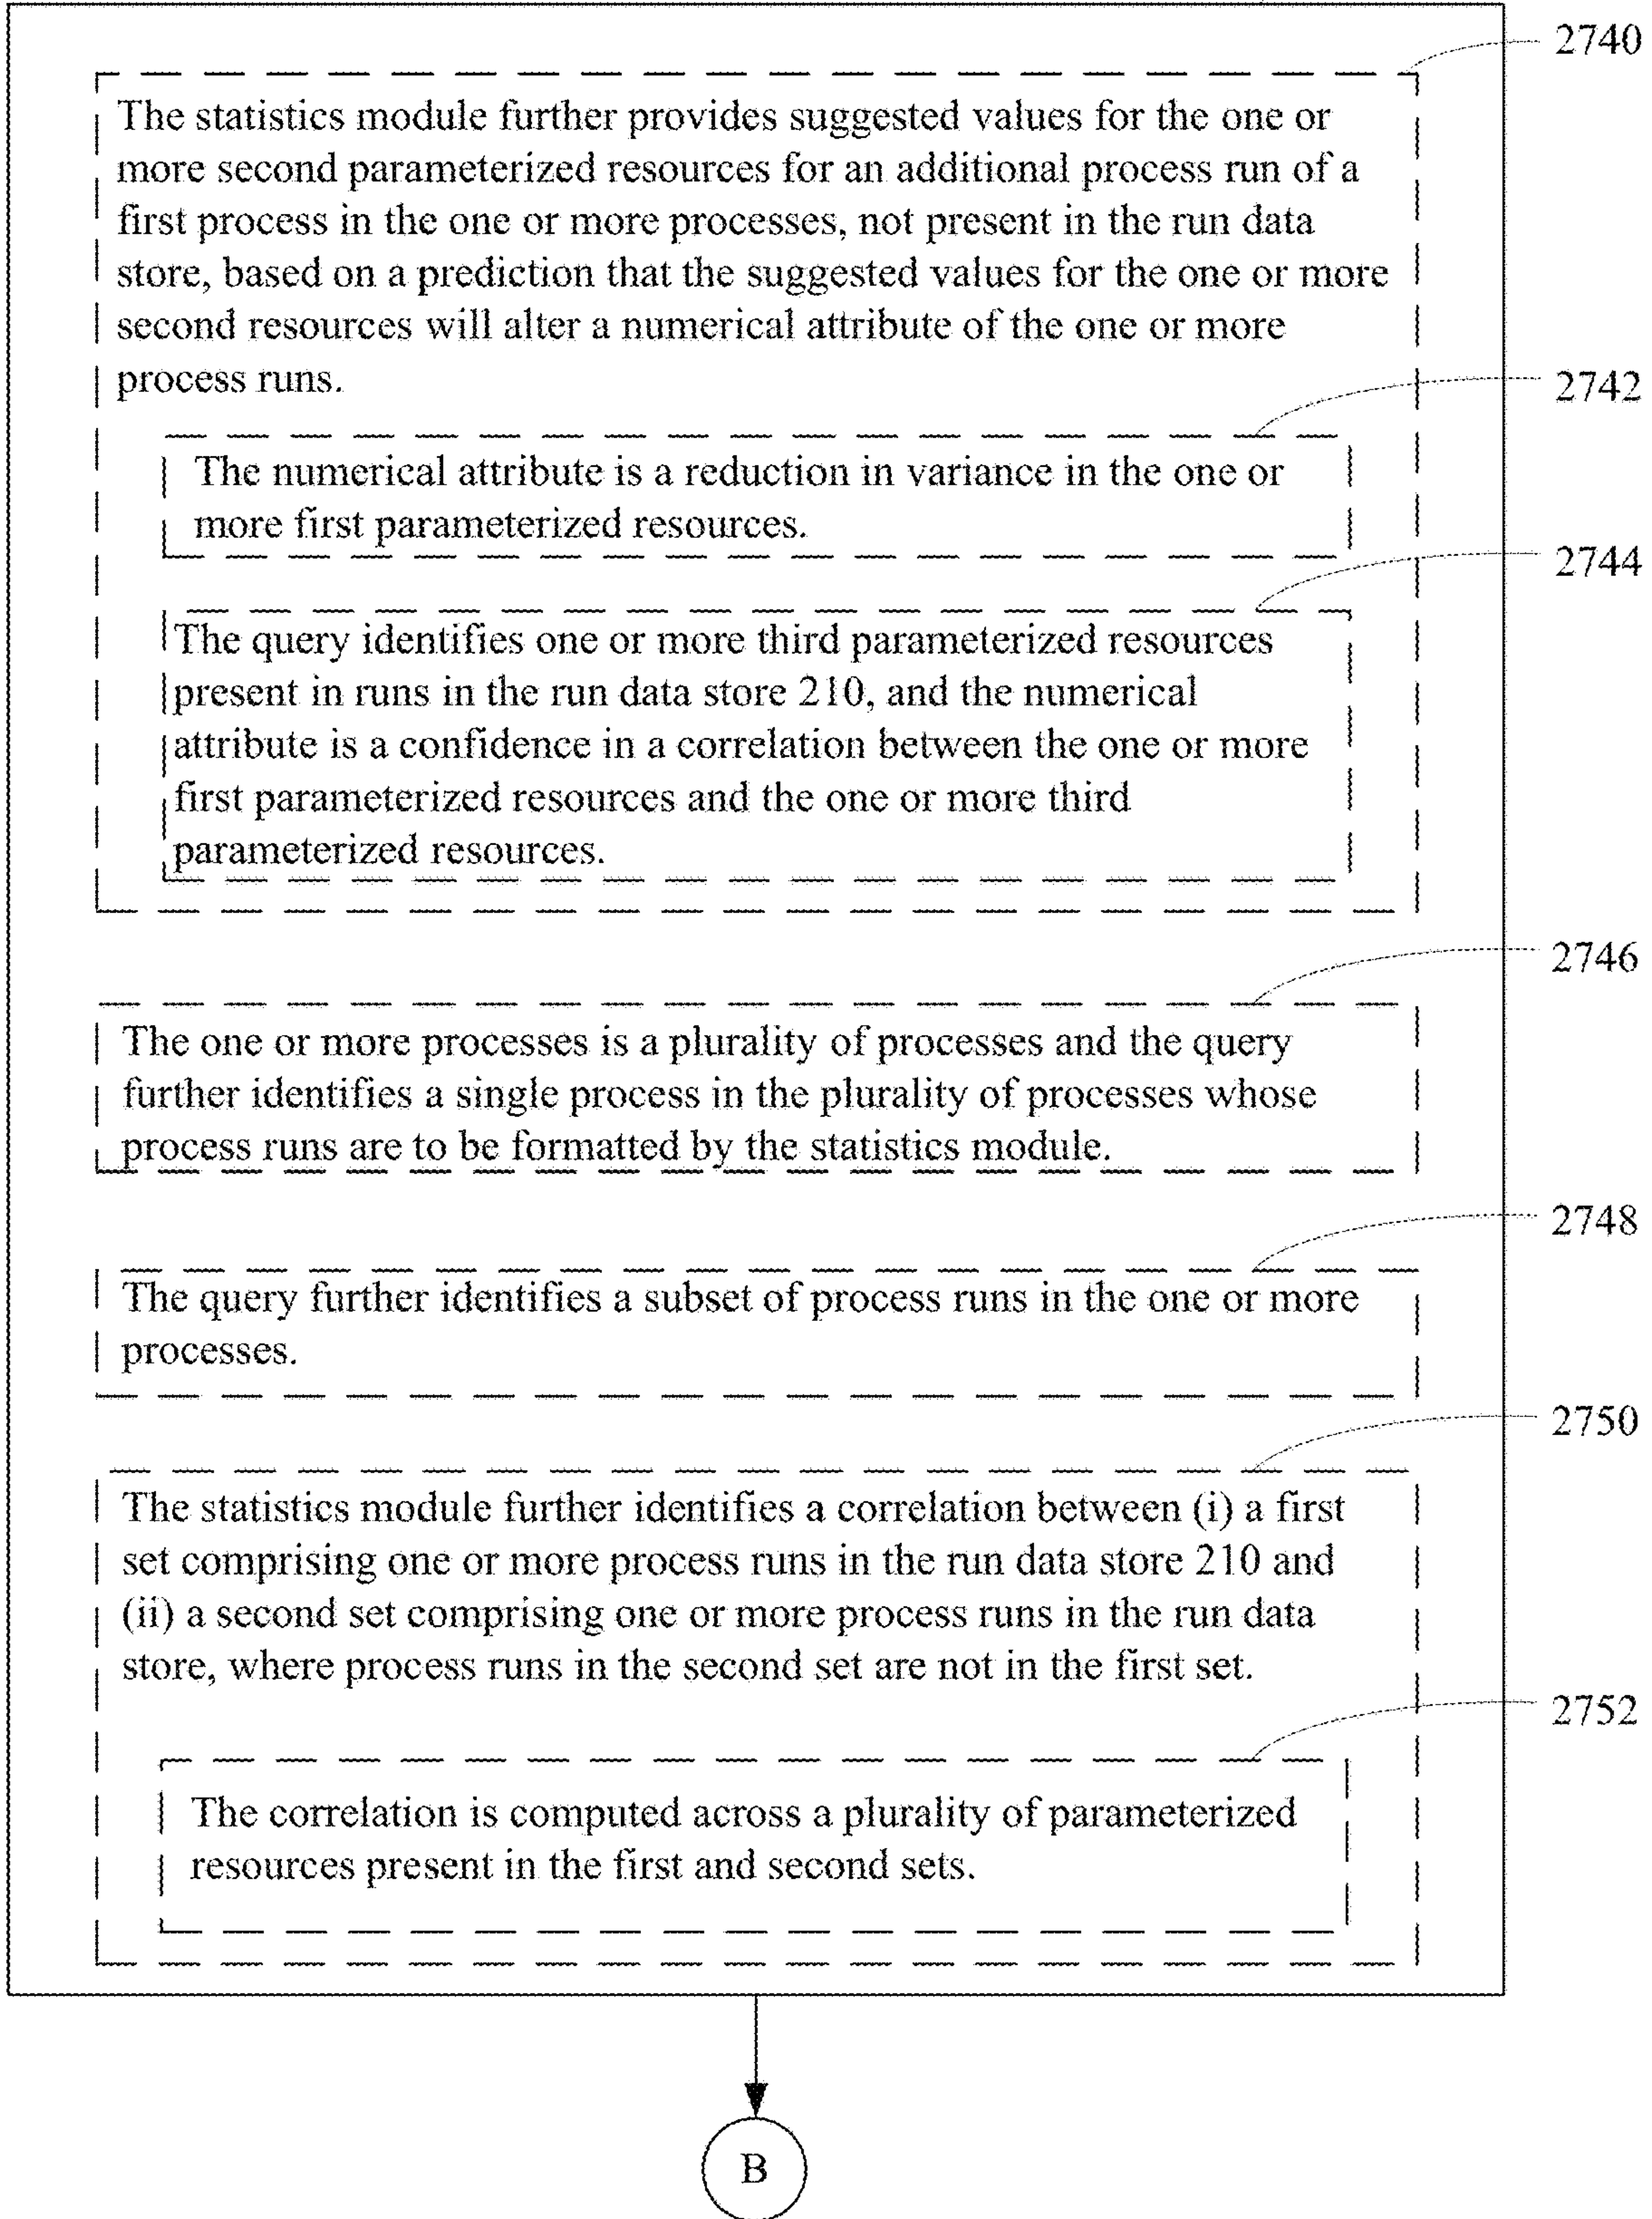 2740
The statistics module further provides suggested values for the one or
more second parameterized resources for an additional process run of a
first process in the one or more processes, not present in the run data
store, based on a prediction that the suggested values for the one or more
second resources will alter a numerical attribute of the one or more
process runs.
2742
The numerical attribute is a reduction in variance in the one or
more first parameterized resources.
2744
The query identifies one or more third parameterized resources
present in runs in the run data store 210, and the numerical
attribute is a confidence in a correlation between the one or more
first parameterized resources and the one or more third
parameterized resources.
2746
The one or more processes is a plurality of processes and the query
further identifies a single process in the plurality of processes whose
process runs are to be formatted by the statistics module.
2748
The query further identifies a subset of process runs in the one or more
processes.
2750
The statistics module further identifies a correlation between (i) a first
set comprising one or more process runs in the run data store 210 and
(ii) a second set comprising one or more process runs in the run data
store, where process runs in the second set are not in the first set.
2752
The correlation is computed across a plurality of parameterized
resources present in the first and second sets.
B